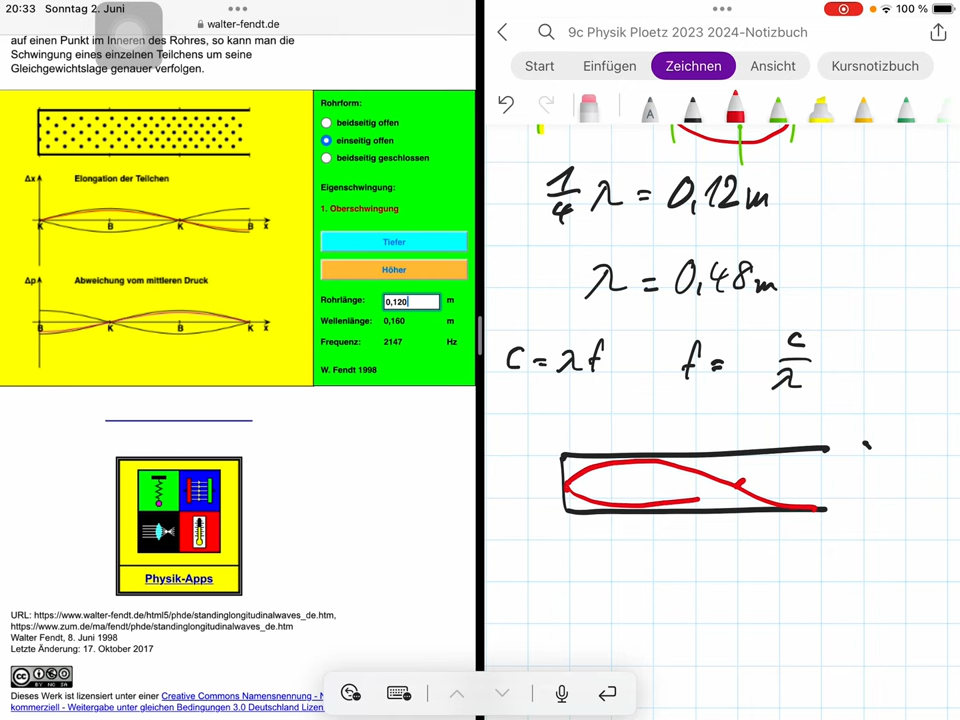 20:33 Sonntag 2. Juni
100 %
walter-fendt.de
auf einen Punkt im Inneren des Rohres, so kann man die
Schwingung eines einzelnen Teilchens um seine
Gleichgewichtslage genauer verfolgen.
Δx
Elongation der Teilchen
K B K B x
Δp
Abweichung vom mittleren Druck
B K B K x
Rohrform:
beidseitig offen
einseitig offen
beidseitig geschlossen
Eigenschwingung:
1. Oberschwingung
Tiefer
Höher
Rohrlänge: 0,120 m
Wellenlänge: 0,160 m
Frequenz: 2147 Hz
W. Fendt 1998
Physik-Apps
URL: https://www.walter-fendt.de/html5/phde/standinglongitudinalwaves_de.htm,
https://www.zum.de/ma/fendt/phde/standinglongitudinalwaves_de.htm
Walter Fendt, 8. Juni 1998
Letzte Änderung: 17. Oktober 2017
cc BY NC SA
Dieses Werk ist lizensiert unter einer Creative Commons Namensnennung -
kommerziell - Weitergabe unter gleichen Bedingungen 3.0 Deutschland Lizen
9c Physik Ploetz 2023 2024-Notizbuch
Start Einfügen Zeichnen Ansicht Kursnotizbuch
A
1/4 λ = 0,12 m
λ = 0,48 m
c = λ f f = c/λ